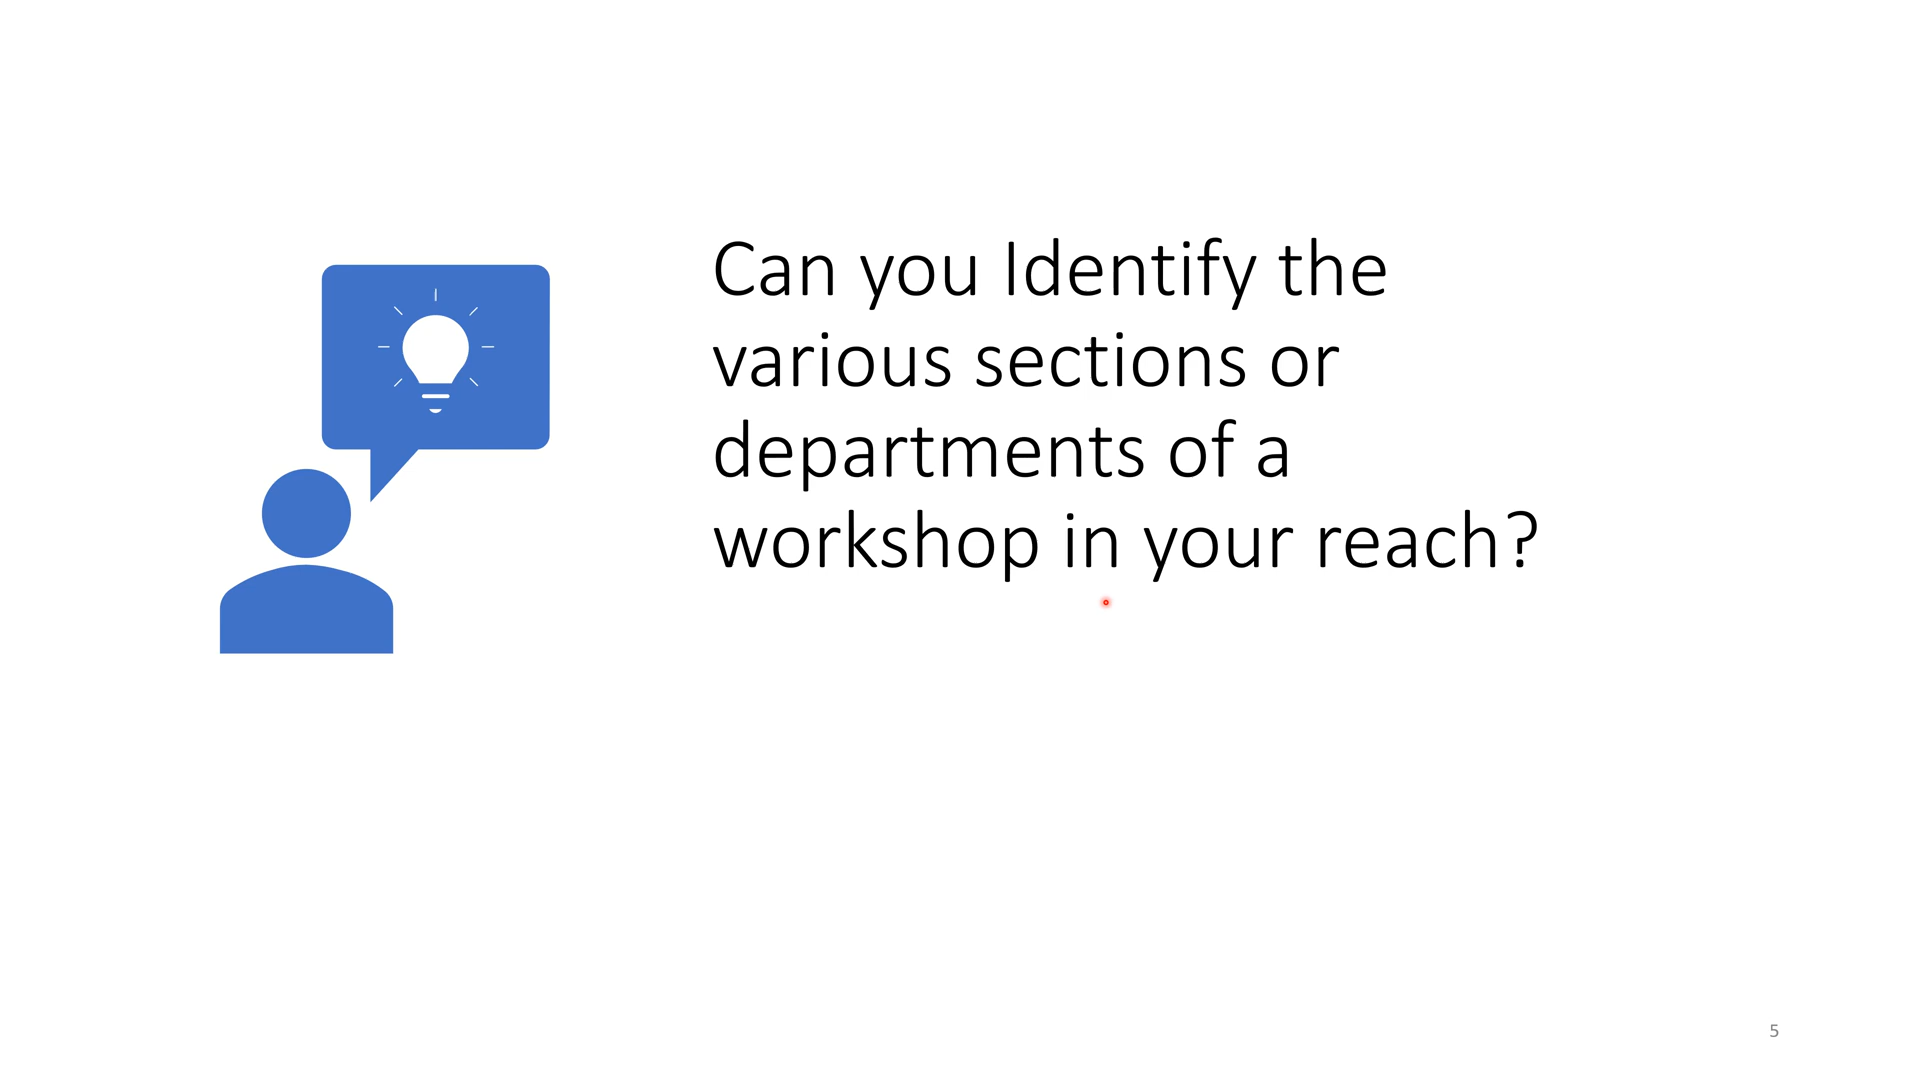 Can you Identify the
various sections or
departments of a
workshop in your reach?
5